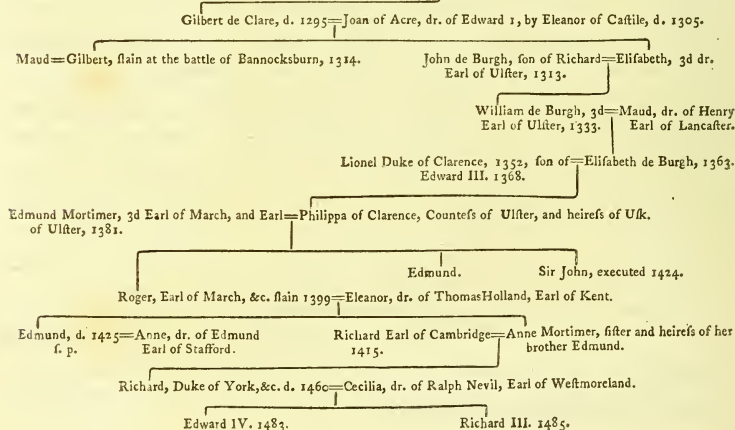 Gilbert de Clare, d. 1295=Joan of Acre, dr. of Edward 1, by Eleanor of Caſtile, d. 1305.
Maud=Gilbert, ſlain at the battle of Bannocksburn, 1314.
John de Burgh, ſon of Richard=Eliſabeth, 3d dr.
Earl of Ulſter, 1313.
William de Burgh, 3d=Maud, dr. of Henry
Earl of Ulſter, 1333. Earl of Lancaſter.
Lionel Duke of Clarence, 1352, ſon of=Eliſabeth de Burgh, 1363.
Edward III. 1368.
Edmund Mortimer, 3d Earl of March, and Earl=Philippa of Clarence, Counteſs of Ulſter, and heireſs of Uſk.
of Ulſter, 1381.
Edmund. Sir John, executed 1424.
Roger, Earl of March, &c. ſlain 1399=Eleanor, dr. of Thomas Holland, Earl of Kent.
Edmund, d. 1425=Anne, dr. of Edmund
ſ. p. Earl of Stafford.
Richard Earl of Cambridge=Anne Mortimer, ſiſter and heireſs of her
1415. brother Edmund.
Richard, Duke of York, &c. d. 1460=Cecilia, dr. of Ralph Nevil, Earl of Weſtmoreland.
Edward IV. 1483. Richard III. 1485.